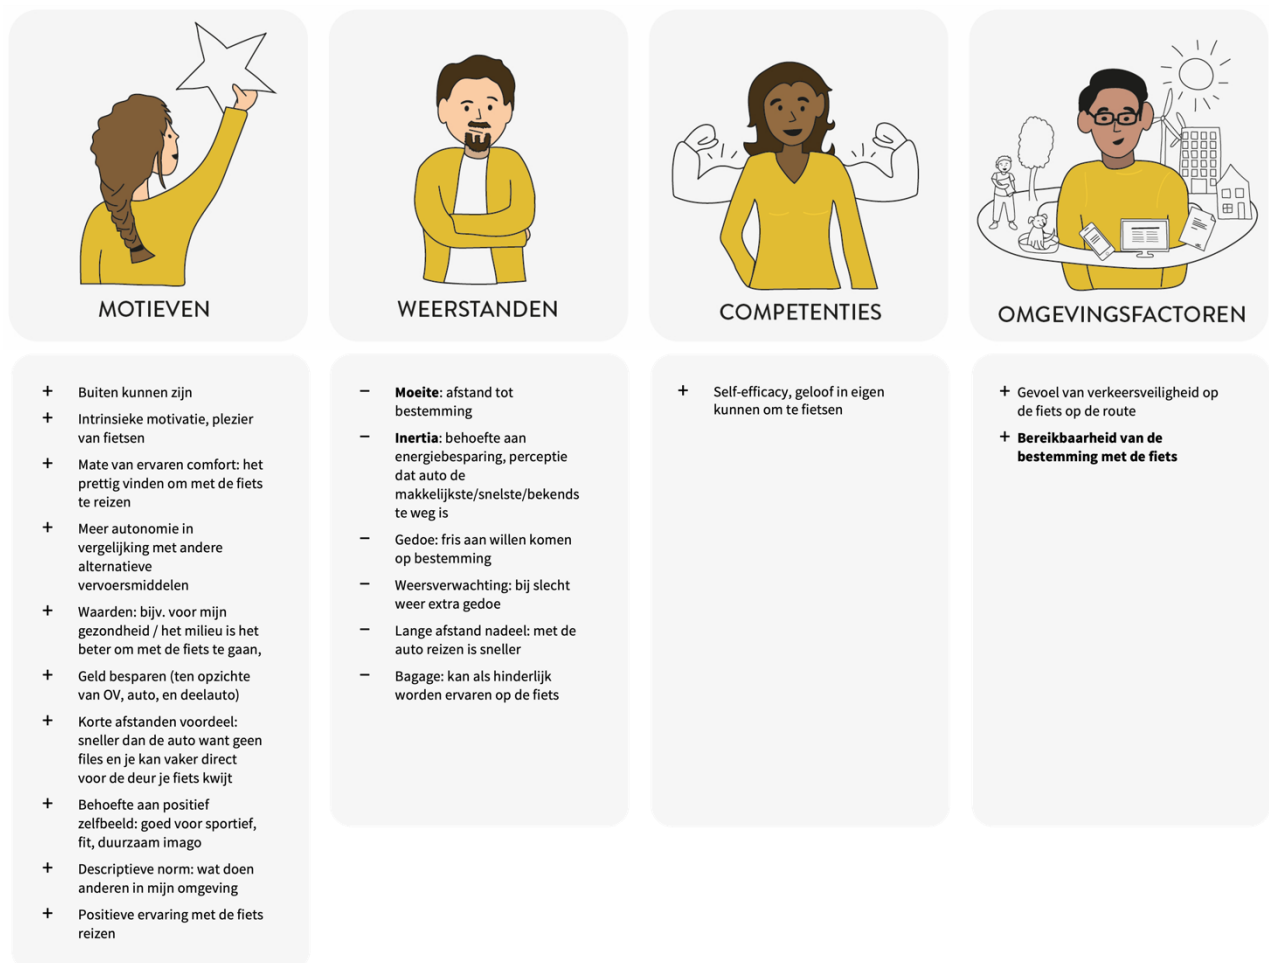 MOTIEVEN
+ Buiten kunnen zijn
+ Intrinsieke motivatie, plezier
van fietsen
+ Mate van ervaren comfort: het
prettig vinden om met de fiets
te reizen
+ Meer autonomie in
vergelijking met andere
alternatieve
vervoersmiddelen
+ Waarden: bijv. voor mijn
gezondheid / het milieu is het
beter om met de fiets te gaan,
+ Geld besparen (ten opzichte
van OV, auto, en deelauto)
+ Korte afstanden voordeel:
sneller dan de auto want geen
files en je kan vaker direct
voor de deur je fiets kwijt
+ Behoefte aan positief
zelfbeeld: goed voor sportief,
fit, duurzaam imago
+ Descriptieve norm: wat doen
anderen in mijn omgeving
+ Positieve ervaring met de fiets
reizen
WEERSTANDEN
– Moeite: afstand tot
bestemming
– Inertia: behoefte aan
energiebesparing, perceptie
dat auto de
makkelijkste/snelste/bekends
te weg is
– Gedoe: fris aan willen komen
op bestemming
– Weersverwachting: bij slecht
weer extra gedoe
– Lange afstand nadeel: met de
auto reizen is sneller
– Bagage: kan als hinderlijk
worden ervaren op de fiets
COMPETENTIES
+ Self-efficacy, geloof in eigen
kunnen om te fietsen
OMGEVINGSFACTOREN
+ Gevoel van verkeersveiligheid op
de fiets op de route
+ Bereikbaarheid van de
bestemming met de fiets